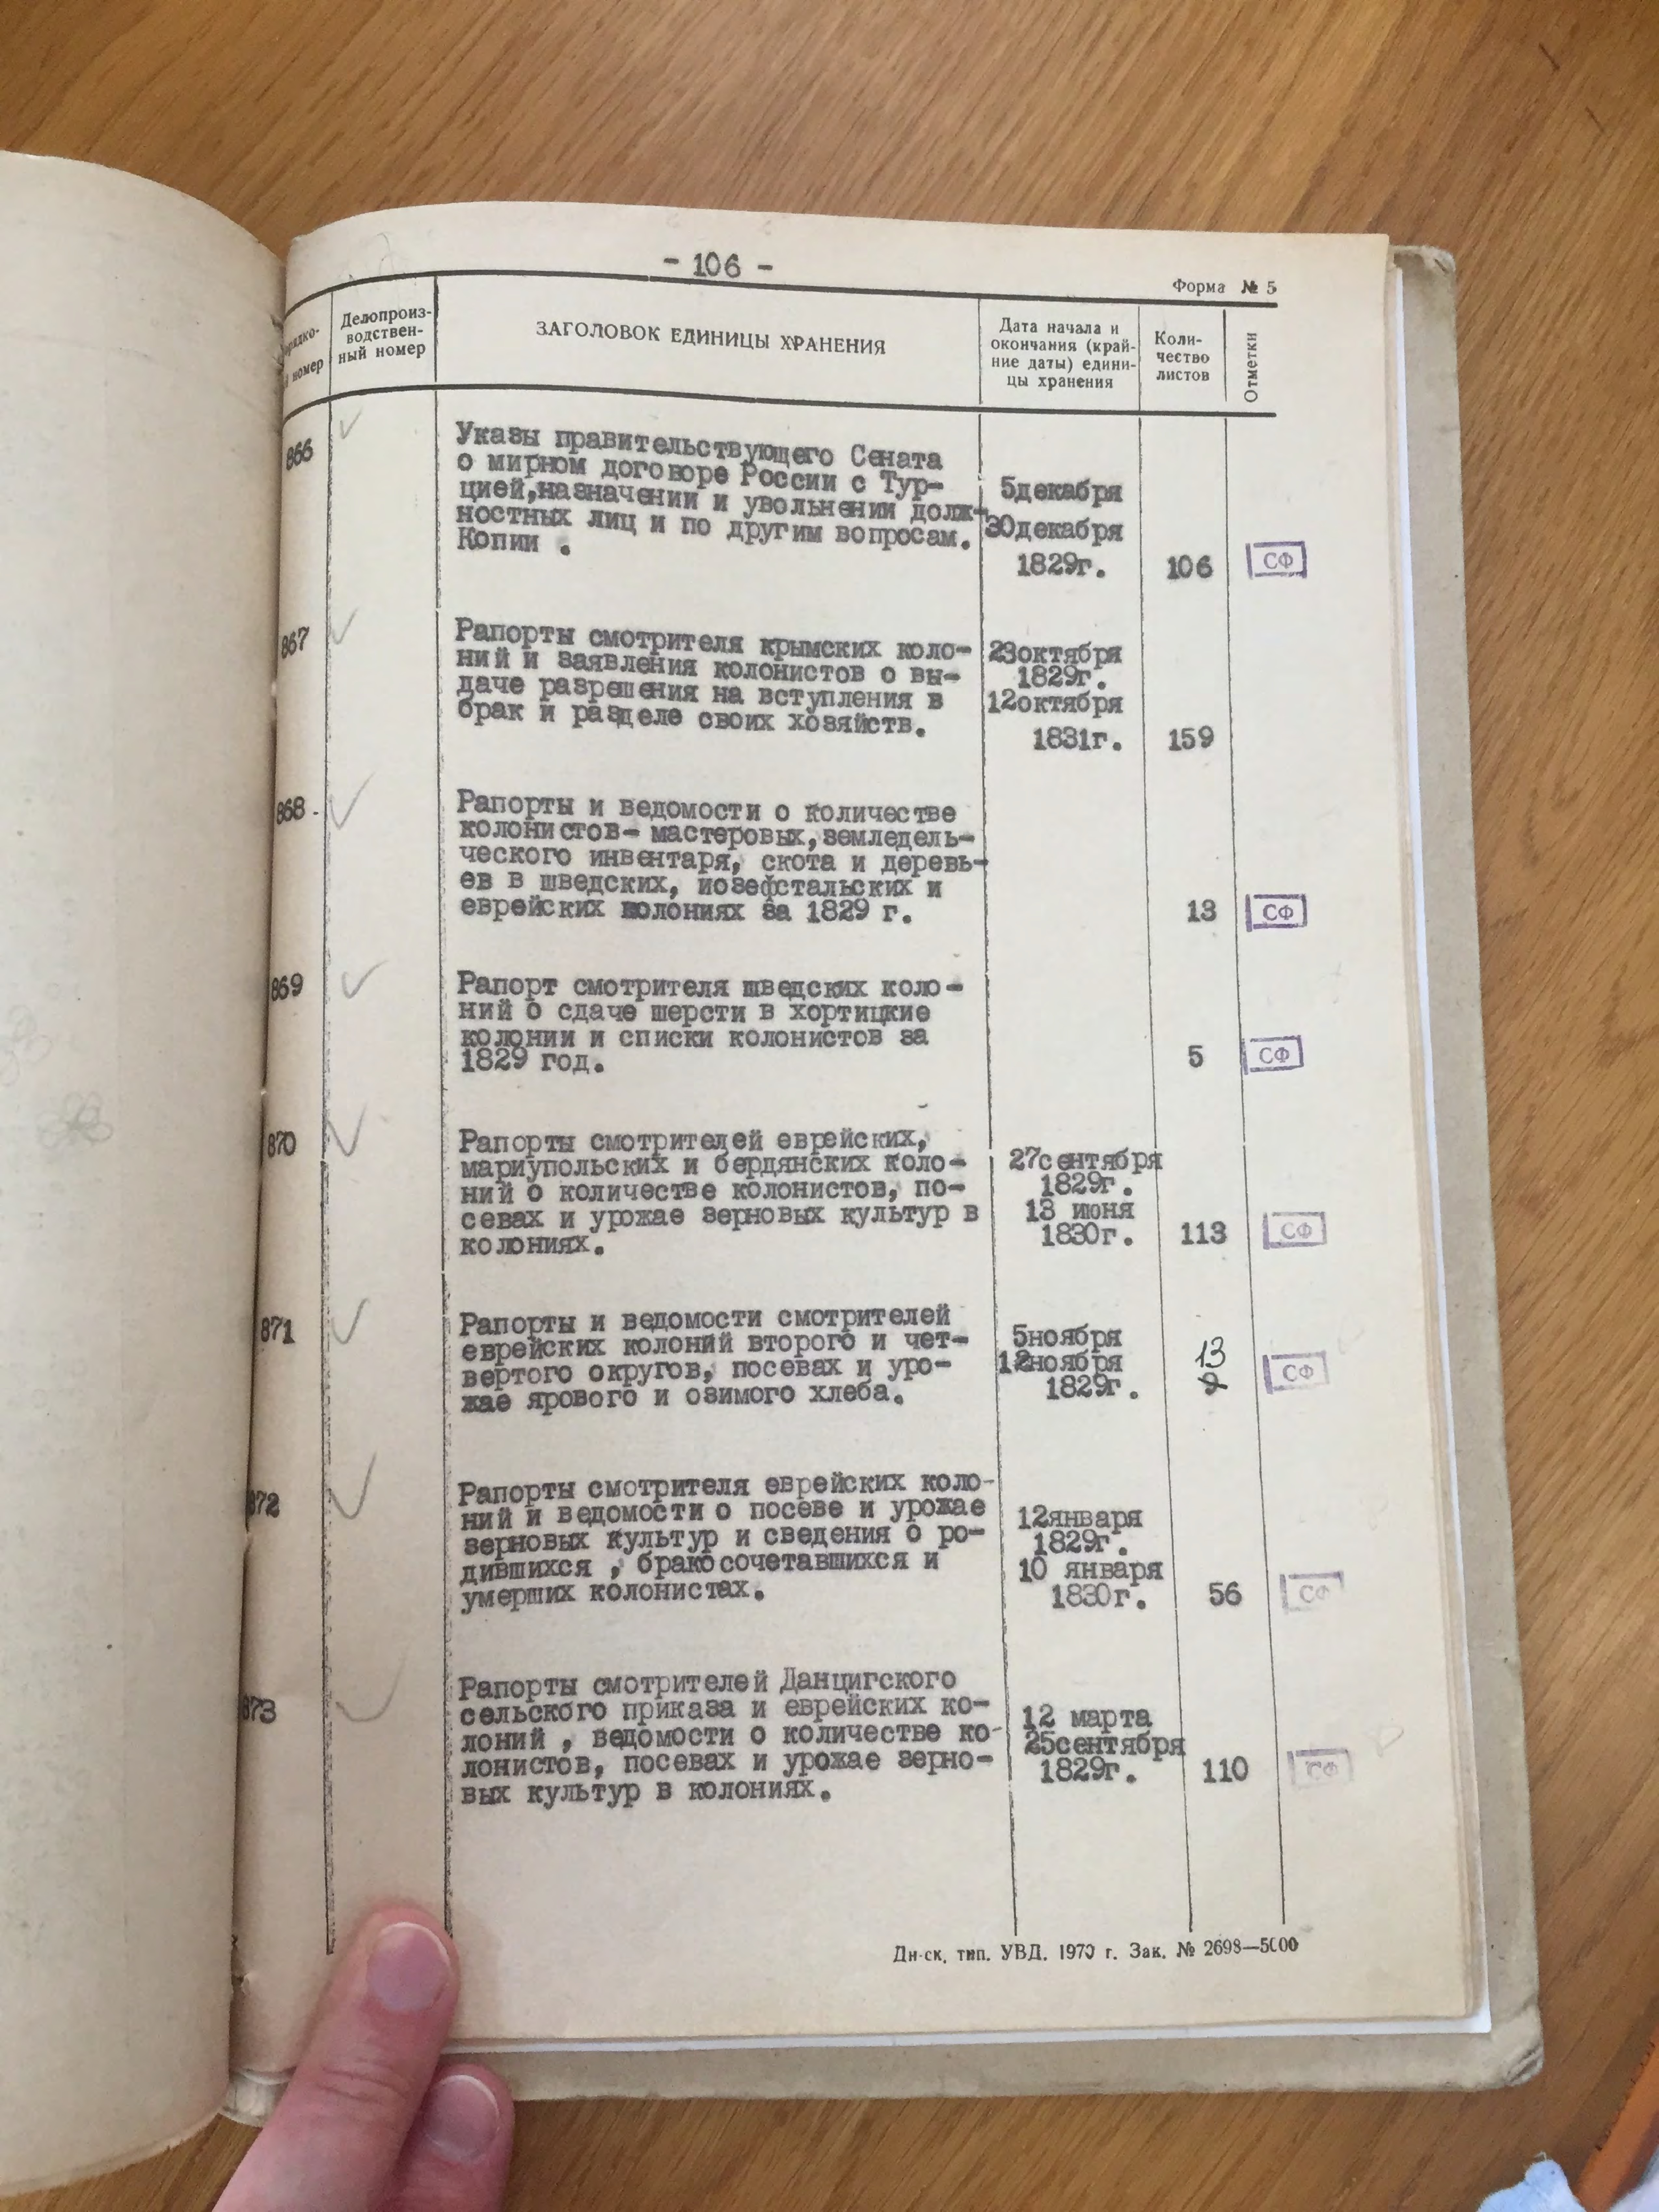 - 106 -
Форма № 5
номер
Делопроиз-
водствен-
ный номер
ЗАГОЛОВОК ЕДИНИЦЫ ХРАНЕНИЯ
Дата начала и
окончания (край-
ние даты) едини-
цы хранения
Коли-
чество
листов
Отметки
866
Указы правительствующего Сената
о мирном договоре России с Тур-
цией,назначении и увольнении долж-
ностных лиц и по другим вопросам.
Копии .
5декабря
30декабря
1829г.
106
СФ
867
Рапорты смотрителя крымских коло-
ний и заявления колонистов о вы-
даче разрешения на вступления в
брак и разделе своих хозяйств.
23октября
1829г.
12октября
1831г.
159
868.
Рапорты и ведомости о количестве
колонистов- мастеровых,земледель-
ческого инвентаря, скота и деревь-
ев в шведских, иозефстальских и
еврейских колониях за 1829 г.
13
СФ
869
Рапорт смотрителя шведских коло-
ний о сдаче шерсти в хортицкие
колонии и списки колонистов за
1829 год.
5
СФ
870
Рапорты смотрителей еврейских,
мариупольских и бердянских коло-
ний о количестве колонистов, по-
севах и урожае зерновых культур в
колониях.
27сентября
1829г.
13 июня
1830г.
113
СФ
871
Рапорты и ведомости смотрителей
еврейских колоний второго и чет-
вертого округов, посевах и уро-
жае ярового и озимого хлеба.
5ноября
12ноября
1829г.
13
СФ
872
Рапорты смотрителя еврейских коло-
ний и ведомости о посеве и урожае
зерновых культур и сведения о ро-
дившихся , бракосочетавшихся и
умерших колонистах.
12января
1829г.
10 января
1830г.
56
СФ
873
Рапорты смотрителей Данцигского
сельского приказа и еврейских ко-
лоний , ведомости о количестве ко-
лонистов, посевах и урожае зерно-
вых культур в колониях.
12 марта
25сентября
1829г.
110
СФ
Дн-ск, тип. УВД. 1970 г. Зак. № 2698—5000